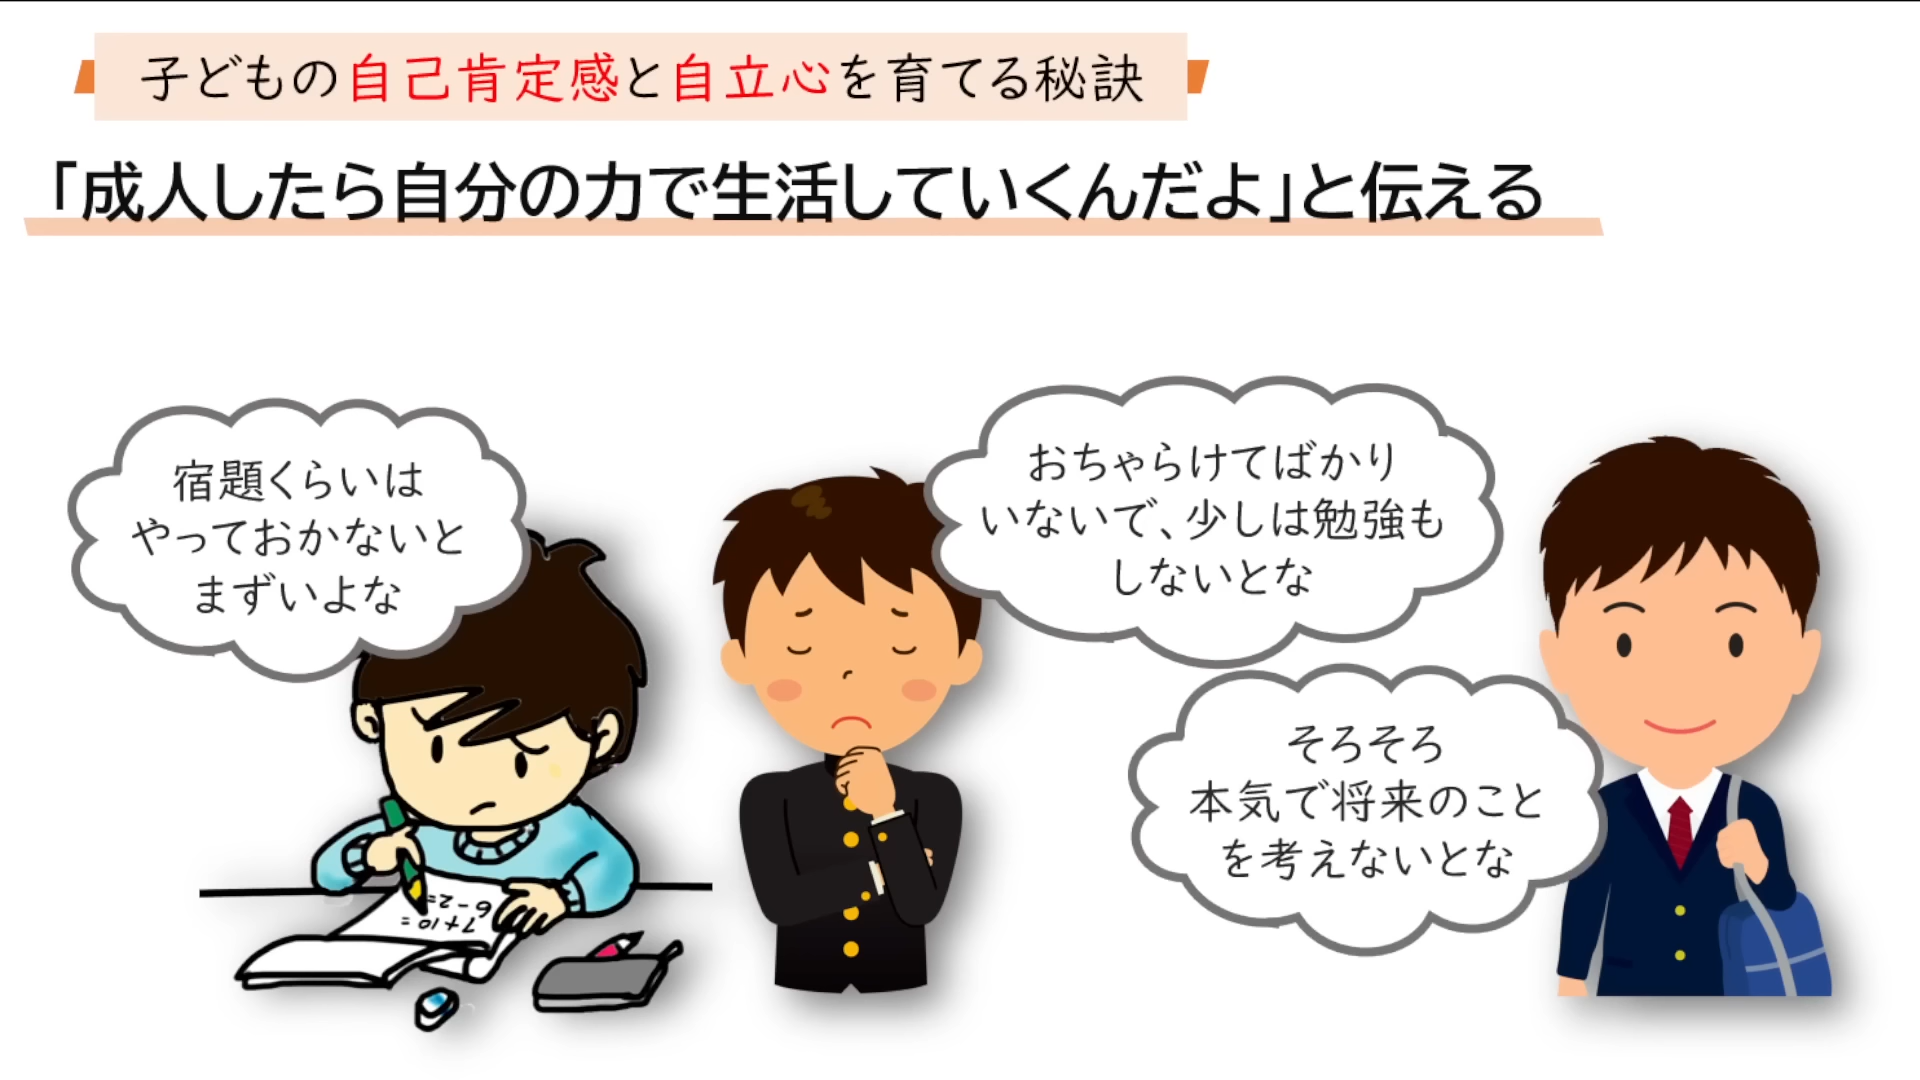 子どもの自己肯定感と自立心を育てる秘訣
「成人したら自分の力で生活していくんだよ」と伝える
宿題くらいは
やっておかないと
まずいよな
おちゃらけてばかり
いないで、少しは勉強も
しないとな
そろそろ
本気で将来のこと
を考えないとな
6-2=
7+10=